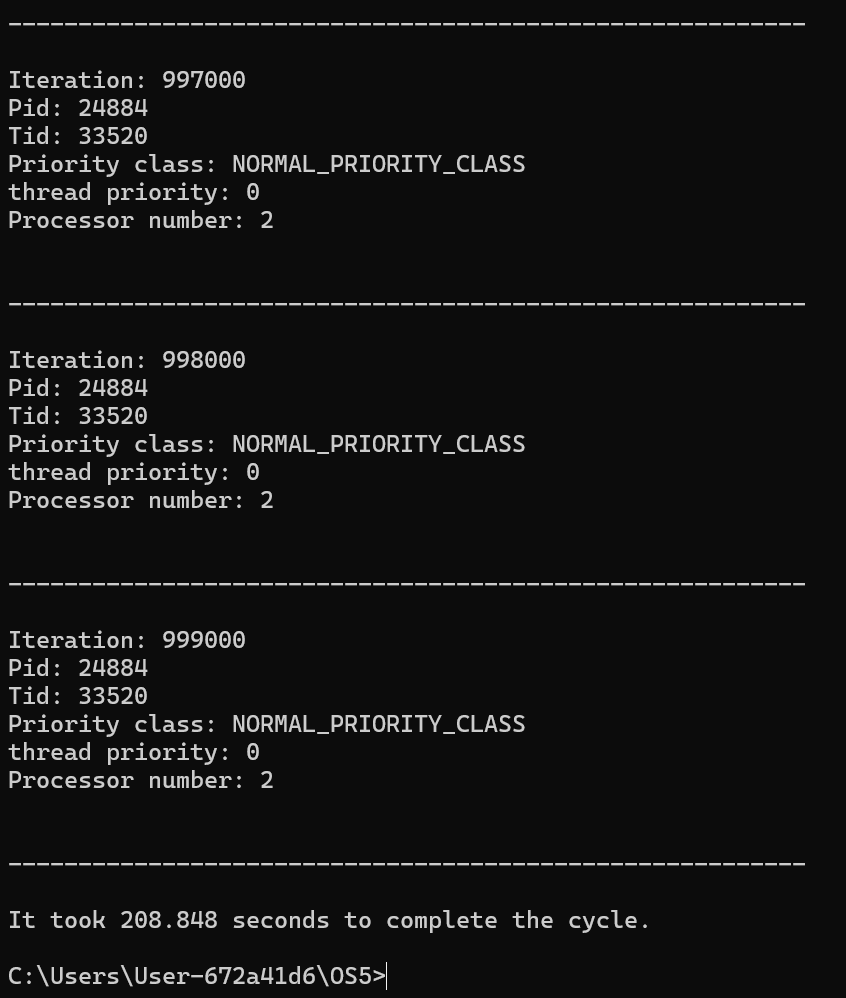 ---------------------------------------------------------
Iteration: 997000
Pid: 24884
Tid: 33520
Priority class: NORMAL_PRIORITY_CLASS
thread priority: 0
Processor number: 2
---------------------------------------------------------
Iteration: 998000
Pid: 24884
Tid: 33520
Priority class: NORMAL_PRIORITY_CLASS
thread priority: 0
Processor number: 2
---------------------------------------------------------
Iteration: 999000
Pid: 24884
Tid: 33520
Priority class: NORMAL_PRIORITY_CLASS
thread priority: 0
Processor number: 2
---------------------------------------------------------
It took 208.848 seconds to complete the cycle.
C:\Users\User-672a41d6\OS5>